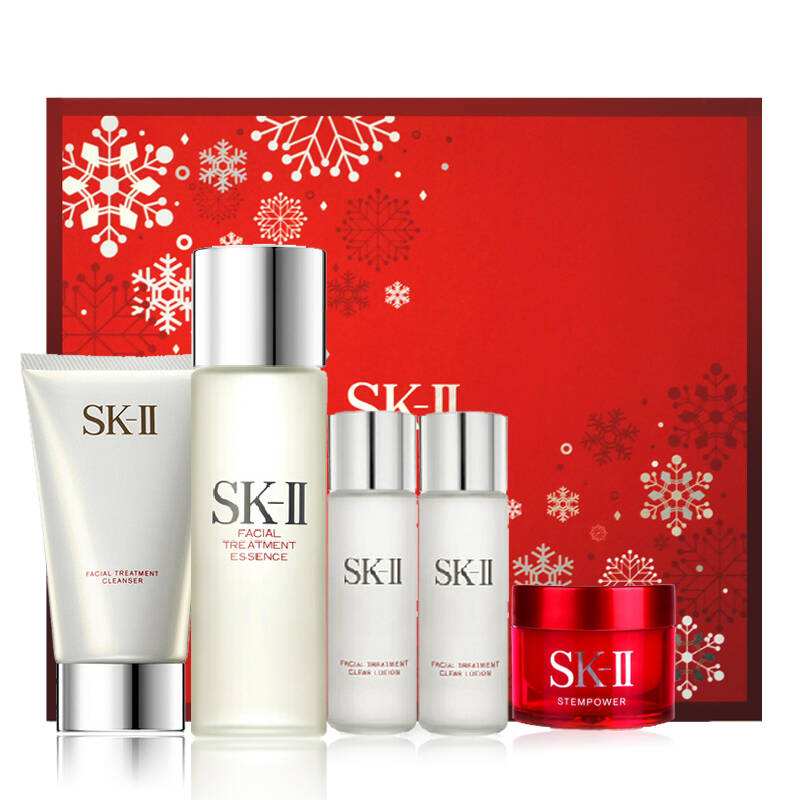 SK-II
SK-II
FACIAL TREATMENT
CLEANSER
SK-II
FACIAL
TREATMENT
ESSENCE
SK-II
FACIAL TREATMENT
CLEAR LOTION
SK-II
FACIAL TREATMENT
CLEAR LOTION
SK-II
STEMPOWER